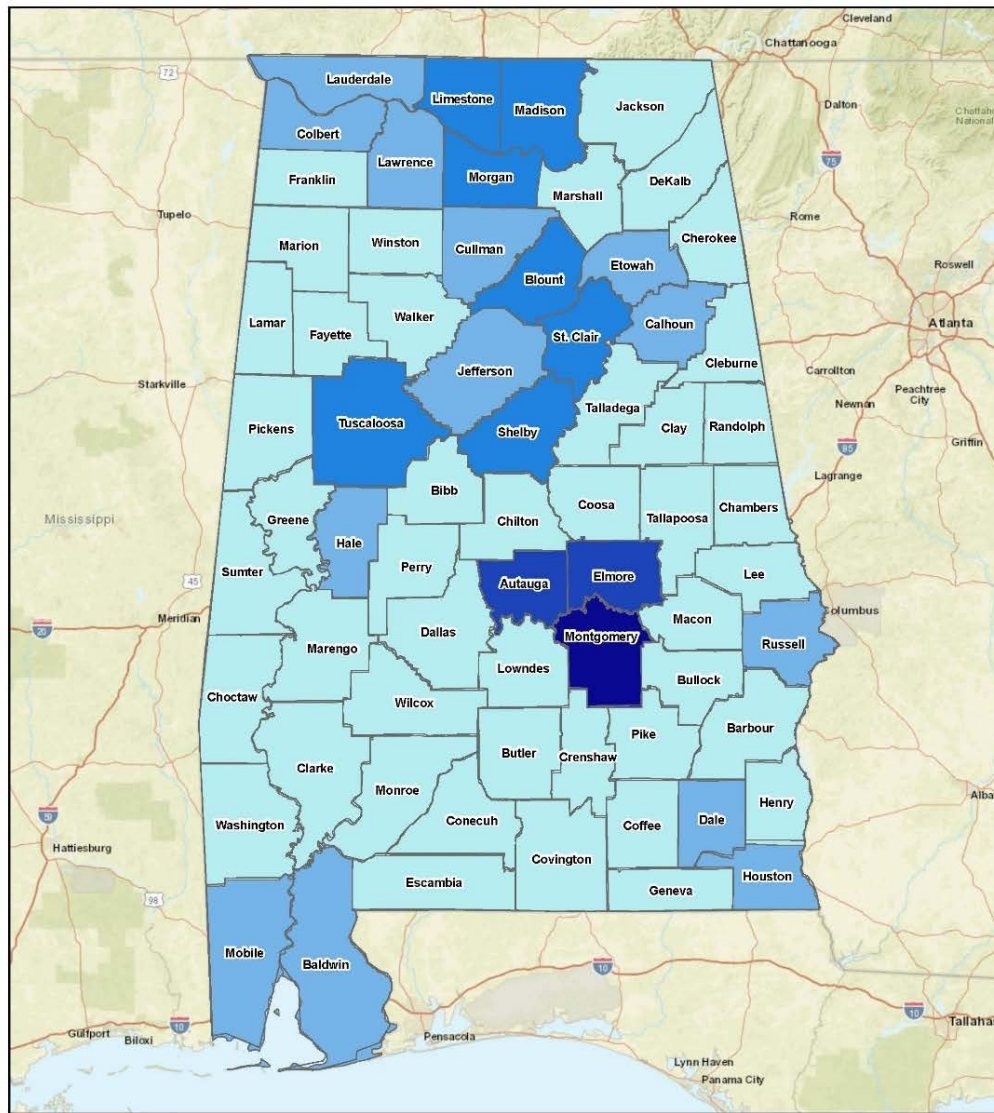 Cleveland
Chattanooga
72
Lauderdale
Limestone
Madison
Jackson
Dalton
Colbert
Lawrence
Morgan
75
Franklin
Marshall
DeKalb
Tupelo
Rome
Cullman
Cherokee
Marion
Winston
Etowah
Blount
Roswell
Lamar
Fayette
Walker
St. Clair
Calhoun
Atlanta
Jefferson
Cleburne
Starkville
Carrollton
Peachtree
City
Newnan
Talladega
Pickens
Tuscaloosa
Shelby
Clay
Randolph
Griffin
85
Lagrange
Bibb
Greene
Chilton
Coosa
Tallapoosa
Chambers
Mississippi
Hale
Perry
Sumter
Autauga
Elmore
Lee
45
Meridian
Columbus
20
Macon
Dallas
Montgomery
Russell
Marengo
Lowndes
Bullock
Choctaw
Wilcox
Barbour
Pike
Butler
Crenshaw
Clarke
Monroe
Henry
59
Washington
Conecuh
Coffee
Dale
Hattiesburg
Covington
Houston
Escambia
Geneva
98
Mobile
Baldwin
10
10
Gulfport
Biloxi
10
Pensacola
Tallahas
Lynn Haven
Panama City